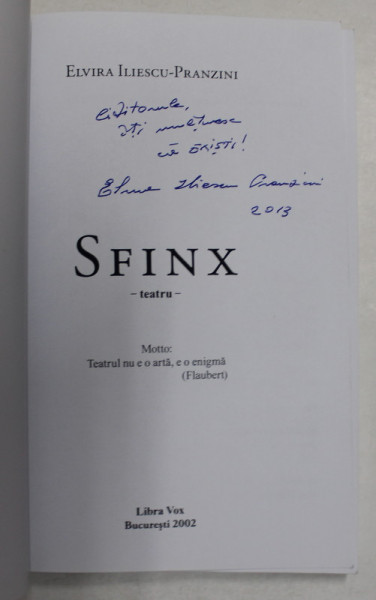 ELVIRA ILIESCU-PRANZINI
Cititorule,
îți mulțumesc
că EXIȘTI!
Elvira Iliescu Pranzini
2013
SFINX
– teatru –
Motto:
Teatrul nu e o artă, e o enigmă
(Flaubert)
Libra Vox
București 2002